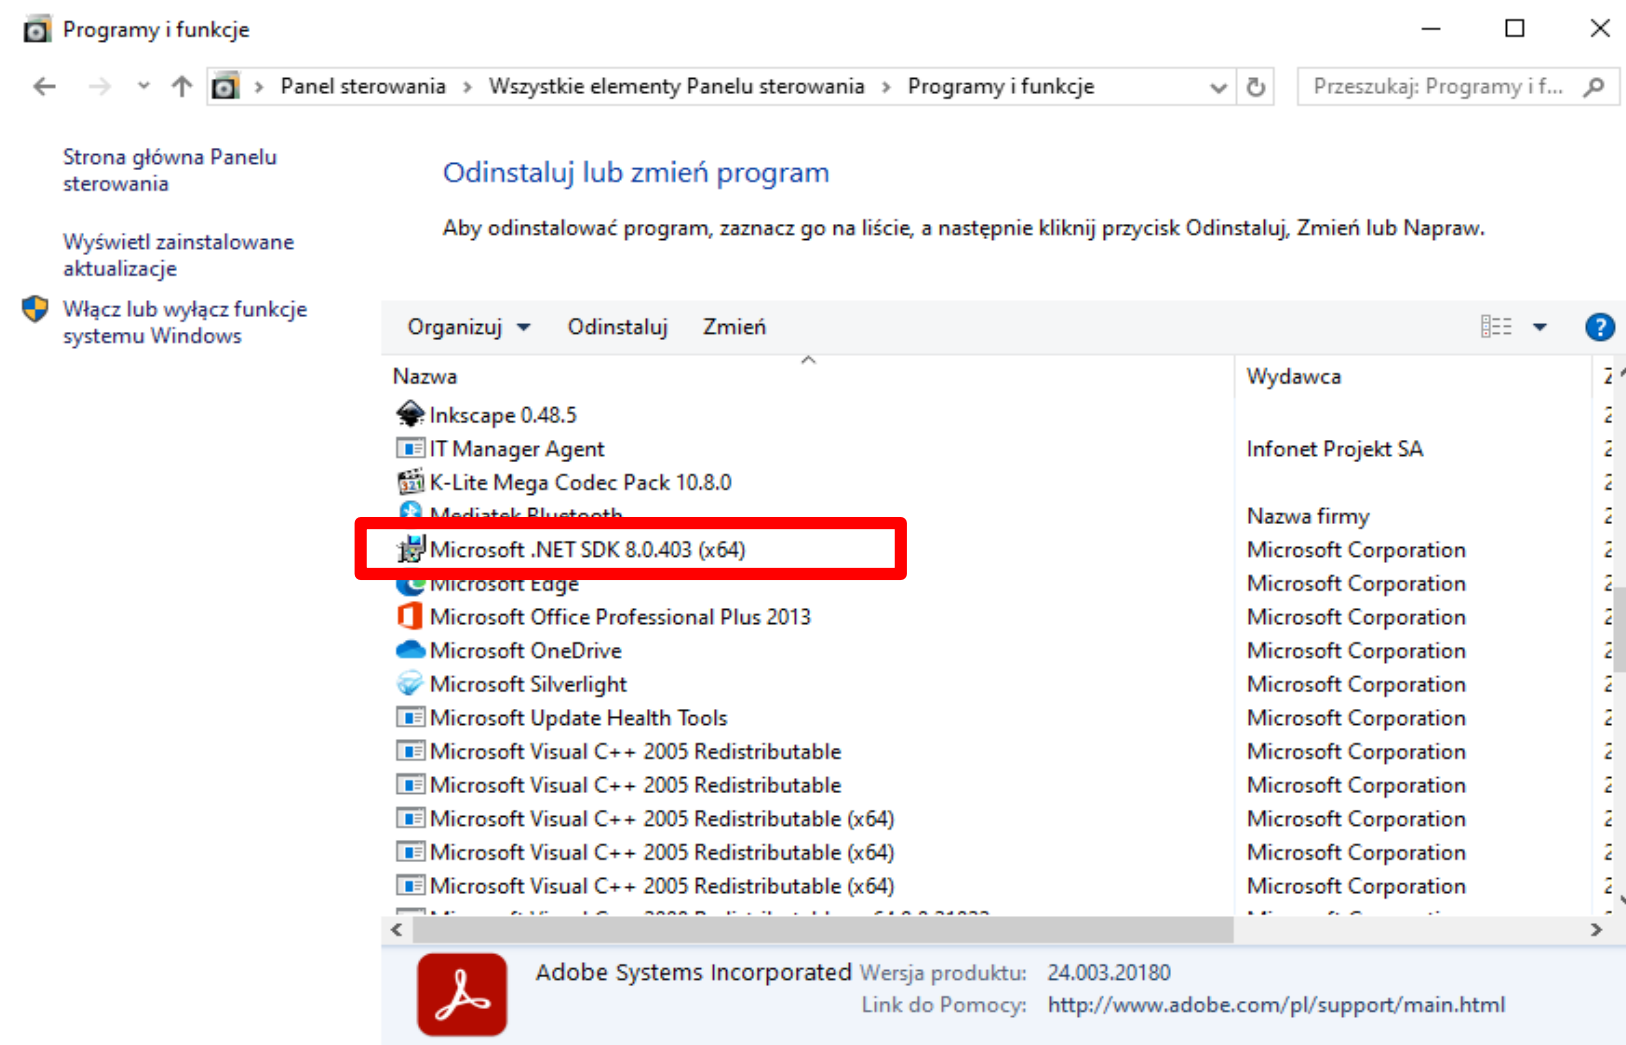 Programy i funkcje
Panel sterowania > Wszystkie elementy Panelu sterowania > Programy i funkcje
Przeszukaj: Programy i f...
Strona główna Panelu
sterowania
Wyświetl zainstalowane
aktualizacje
Włącz lub wyłącz funkcje
systemu Windows
Odinstaluj lub zmień program
Aby odinstalować program, zaznacz go na liście, a następnie kliknij przycisk Odinstaluj, Zmień lub Napraw.
Organizuj Odinstaluj Zmień
Nazwa Wydawca
Inkscape 0.48.5
IT Manager Agent Infonet Projekt SA
K-Lite Mega Codec Pack 10.8.0
Mediatek Bluetooth Nazwa firmy
Microsoft .NET SDK 8.0.403 (x64) Microsoft Corporation
Microsoft Edge Microsoft Corporation
Microsoft Office Professional Plus 2013 Microsoft Corporation
Microsoft OneDrive Microsoft Corporation
Microsoft Silverlight Microsoft Corporation
Microsoft Update Health Tools Microsoft Corporation
Microsoft Visual C++ 2005 Redistributable Microsoft Corporation
Microsoft Visual C++ 2005 Redistributable Microsoft Corporation
Microsoft Visual C++ 2005 Redistributable (x64) Microsoft Corporation
Microsoft Visual C++ 2005 Redistributable (x64) Microsoft Corporation
Microsoft Visual C++ 2005 Redistributable (x64) Microsoft Corporation
Adobe Systems Incorporated Wersja produktu: 24.003.20180
Link do Pomocy: http://www.adobe.com/pl/support/main.html